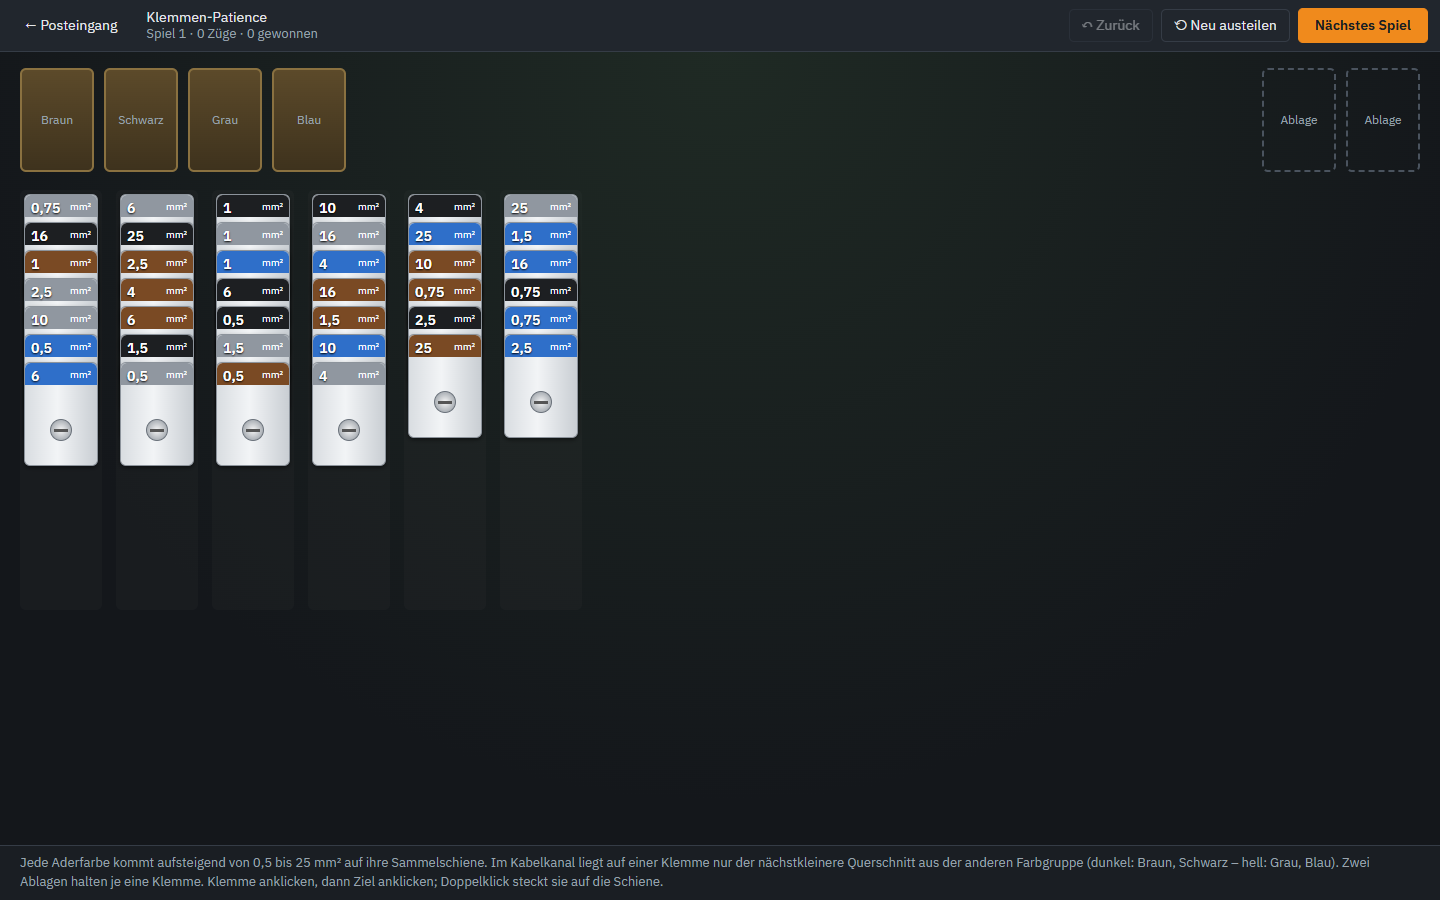 ← Posteingang
Klemmen-Patience
Spiel 1 · 0 Züge · 0 gewonnen
↶ Zurück
⟲ Neu austeilen
Nächstes Spiel
Braun
Schwarz
Grau
Blau
Ablage
Ablage
0,75 mm²
16 mm²
1 mm²
2,5 mm²
10 mm²
0,5 mm²
6 mm²
6 mm²
25 mm²
2,5 mm²
4 mm²
6 mm²
1,5 mm²
0,5 mm²
1 mm²
1 mm²
1 mm²
6 mm²
0,5 mm²
1,5 mm²
0,5 mm²
10 mm²
16 mm²
4 mm²
16 mm²
1,5 mm²
10 mm²
4 mm²
4 mm²
25 mm²
10 mm²
0,75 mm²
2,5 mm²
25 mm²
25 mm²
1,5 mm²
16 mm²
0,75 mm²
0,75 mm²
2,5 mm²
Jede Aderfarbe kommt aufsteigend von 0,5 bis 25 mm² auf ihre Sammelschiene. Im Kabelkanal liegt auf einer Klemme nur der nächstkleinere Querschnitt aus der anderen Farbgruppe (dunkel: Braun, Schwarz – hell: Grau, Blau). Zwei
Ablagen halten je eine Klemme. Klemme anklicken, dann Ziel anklicken; Doppelklick steckt sie auf die Schiene.